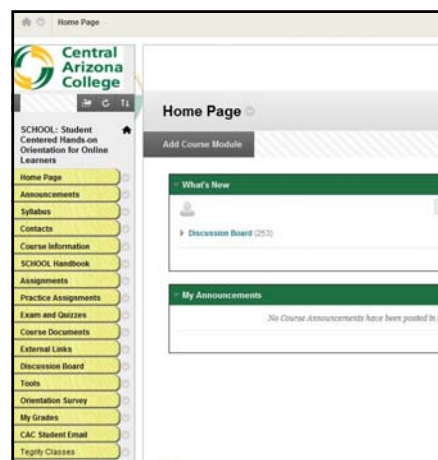 Home Page
Central
Arizona
College
SCHOOL: Student
Centered Hands-on
Orientation for Online
Learners
Home Page
Announcements
Syllabus
Contacts
Course Information
SCHOOL Handbook
Assignments
Practice Assignments
Exam and Quizzes
Course Documents
External Links
Discussion Board
Tools
Orientation Survey
My Grades
CAC Student Email
Tegrity Classes
Home Page
Add Course Module
What's New
Discussion Board (253)
My Announcements
No Course Announcements have been posted in